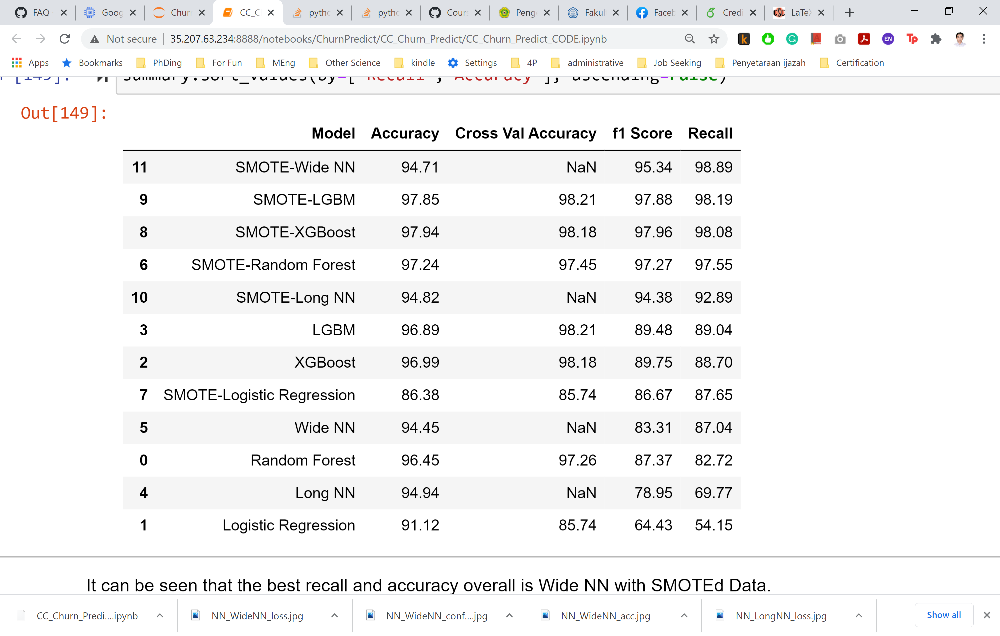 FAQ Goog Churr CC_C pythc pythc Cour Peng Fakul Faceb Credi LaTeX
Not secure 35.207.63.234:8888/notebooks/ChurnPredict/CC_Churn_Predict/CC_Churn_Predict_CODE.ipynb
Apps Bookmarks PhDing For Fun MEng Other Science kindle Settings 4P administrative Job Seeking Penyetaraan ijazah Certification
[149]: summary.sort_values(by=['Recall', 'Accuracy'], ascending=False)
Out[149]:
Model Accuracy Cross Val Accuracy f1 Score Recall
11 SMOTE-Wide NN 94.71 NaN 95.34 98.89
9 SMOTE-LGBM 97.85 98.21 97.88 98.19
8 SMOTE-XGBoost 97.94 98.18 97.96 98.08
6 SMOTE-Random Forest 97.24 97.45 97.27 97.55
10 SMOTE-Long NN 94.82 NaN 94.38 92.89
3 LGBM 96.89 98.21 89.48 89.04
2 XGBoost 96.99 98.18 89.75 88.70
7 SMOTE-Logistic Regression 86.38 85.74 86.67 87.65
5 Wide NN 94.45 NaN 83.31 87.04
0 Random Forest 96.45 97.26 87.37 82.72
4 Long NN 94.94 NaN 78.95 69.77
1 Logistic Regression 91.12 85.74 64.43 54.15
It can be seen that the best recall and accuracy overall is Wide NN with SMOTEd Data.
CC_Churn_Predi....ipynb NN_WideNN_loss.jpg NN_WideNN_conf....jpg NN_WideNN_acc.jpg NN_LongNN_loss.jpg Show all